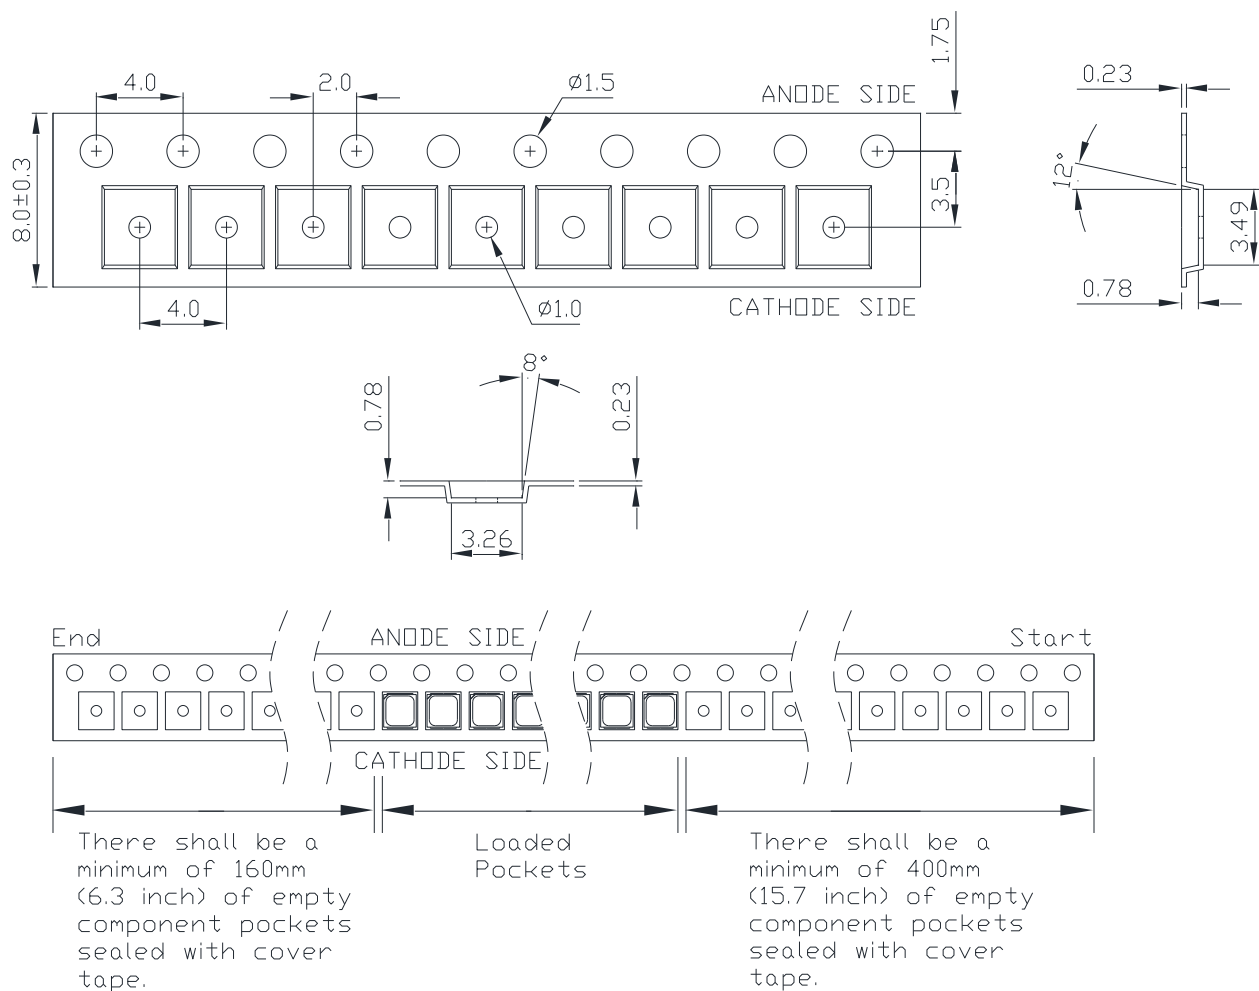 4.0
2.0
Ø1.5
ANODE SIDE
1.75
0.23
8.0±0.3
3.5
12°
3.49
4.0
Ø1.0
CATHODE SIDE
0.78
0.78
8°
0.23
3.26
End
ANODE SIDE
Start
CATHODE SIDE
There shall be a
minimum of 160mm
(6.3 inch) of empty
component pockets
sealed with cover
tape.
Loaded
Pockets
There shall be a
minimum of 400mm
(15.7 inch) of empty
component pockets
sealed with cover
tape.